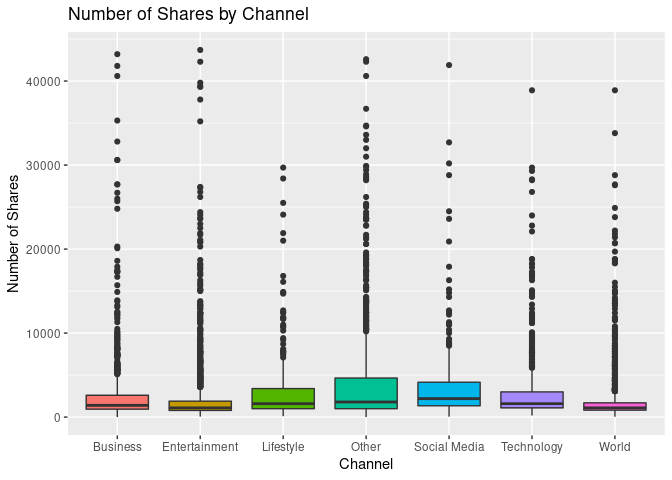 Number of Shares by Channel
Number of Shares
40000
30000
20000
10000
0
Business Entertainment Lifestyle Other Social Media Technology World
Channel